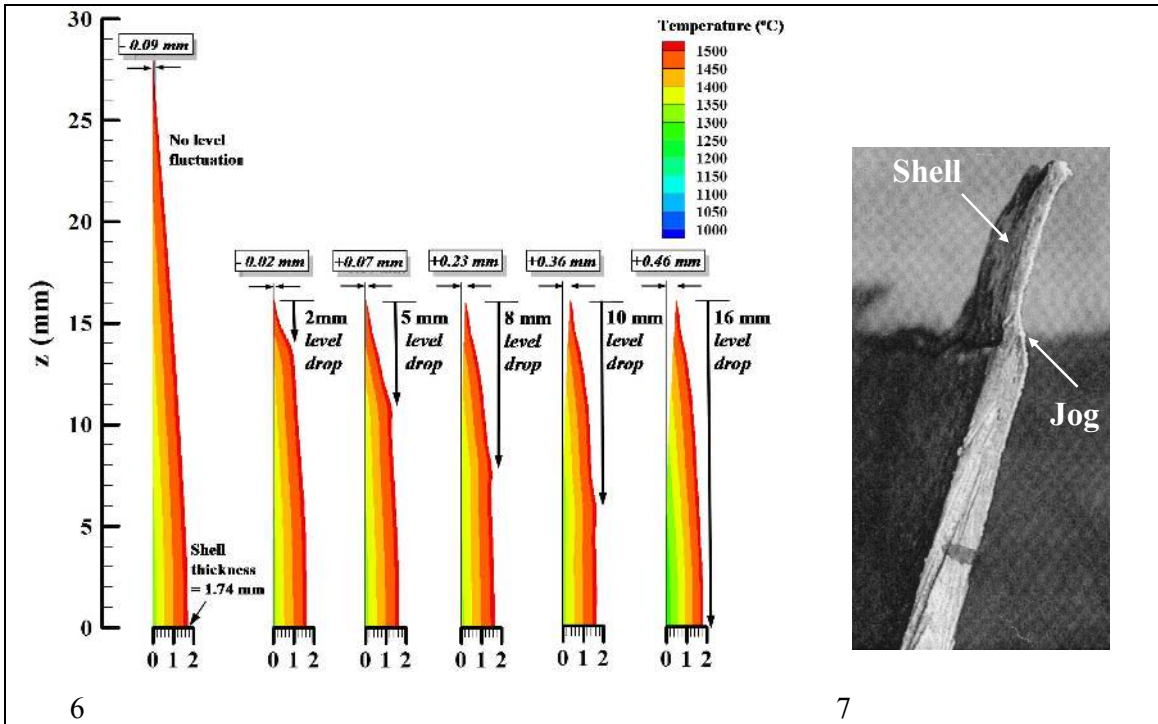 30
25
20
15
10
5
0
z (mm)
- 0.09 mm
No level
fluctuation
Shell
thickness
= 1.74 mm
Temperature (°C)
1500
1450
1400
1350
1300
1250
1200
1150
1100
1050
1000
- 0.02 mm
+0.07 mm
+0.23 mm
+0.36 mm
+0.46 mm
2mm
level
drop
5 mm
level
drop
8 mm
level
drop
10 mm
level
drop
16 mm
level
drop
0 1 2
0 1 2
0 1 2
0 1 2
0 1 2
0 1 2
6
Shell
Jog
7